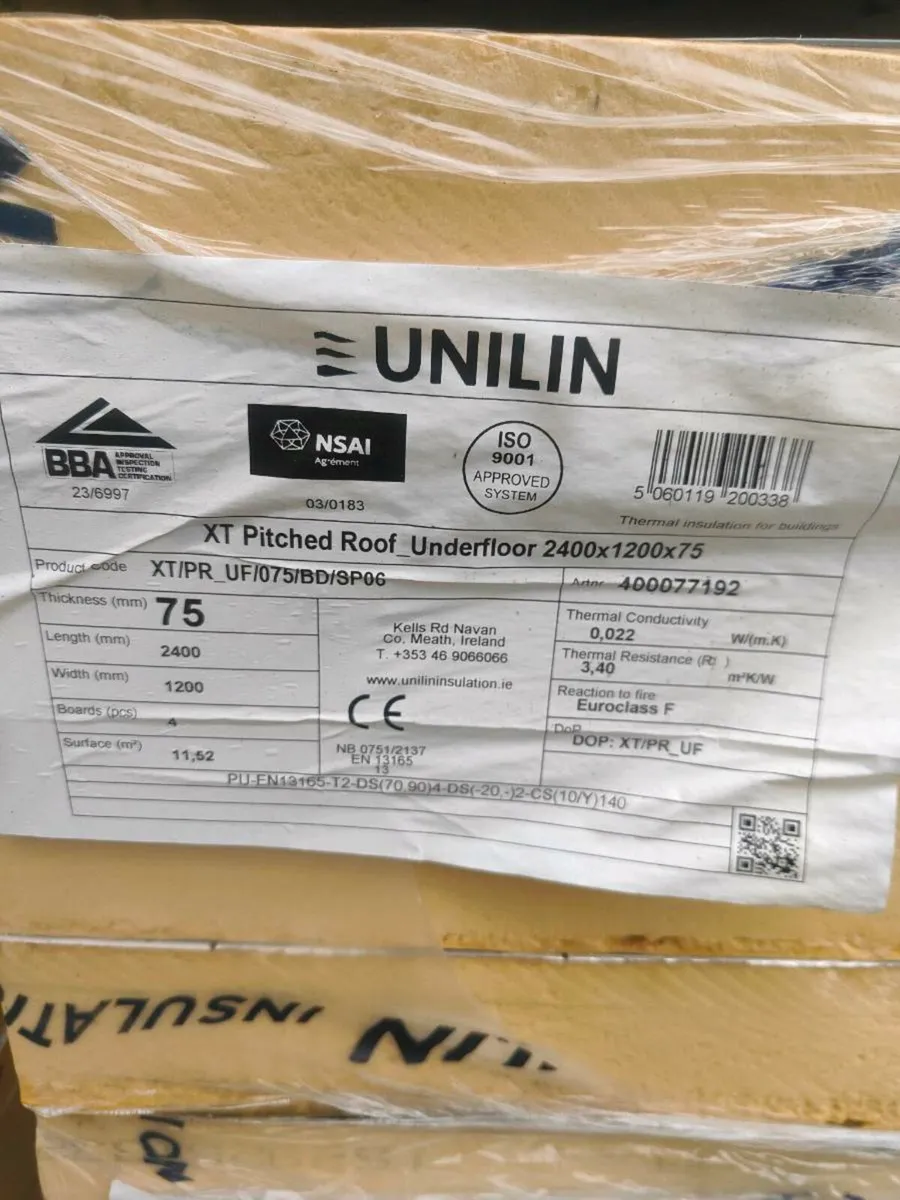 UNILIN
BBA APPROVAL INSPECTION TESTING CERTIFICATION
23/6997
NSAI
Agrément
03/0183
ISO
9001
APPROVED
SYSTEM
5 060119 200338
Thermal insulation for buildings
XT Pitched Roof_Underfloor 2400x1200x75
Product code XT/PR_UF/075/BD/SP06
Artnr 400077192
Thickness (mm) 75
Length (mm) 2400
Width (mm) 1200
Boards (pcs) 4
Surface (m²) 11,52
Kells Rd Navan
Co. Meath, Ireland
T. +353 46 9066066
www.unilininsulation.ie
CE
NB 0751/2137
EN 13165
13
Thermal Conductivity
0,022 W/(m.K)
Thermal Resistance (R )
3,40 m²K/W
Reaction to fire
Euroclass F
DoP
DOP: XT/PR_UF
PU-EN13165-T2-DS(70,90)4-DS(-20,-)2-CS(10/Y)140
INSULATI